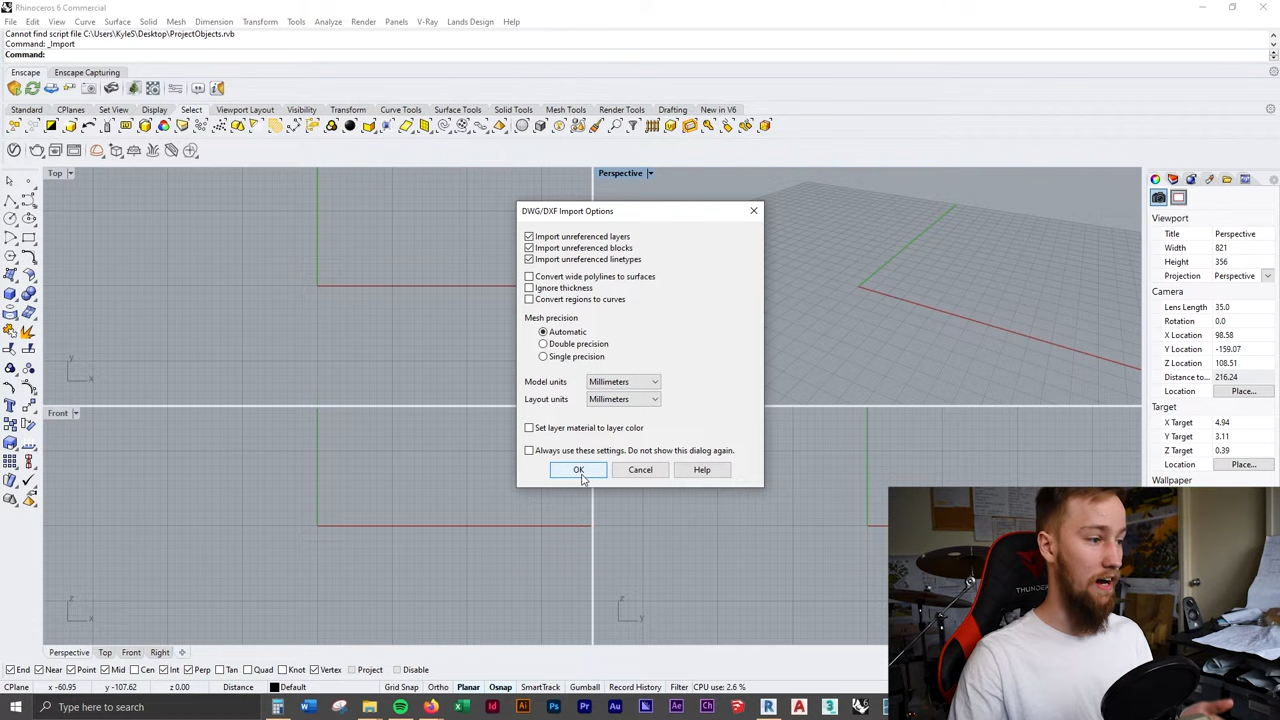 Rhinoceros 6 Commercial
File Edit View Curve Surface Solid Mesh Dimension Transform Tools Analyze Render Panels V-Ray Lands Design Help
Cannot find script file C:\Users\KyleS\Desktop\ProjectObjects.rvb
Command: _Import
Command:
Enscape Enscape Capturing
Standard CPlanes Set View Display Select Viewport Layout Visibility Transform Curve Tools Surface Tools Solid Tools Mesh Tools Render Tools Drafting New in V6
Top
Perspective
Viewport
Title Perspective
Width 821
Height 356
Projection Perspective
Camera
Lens Length 35.0
Rotation 0.0
X Location 98.58
Y Location -159.07
Z Location 108.51
Distance to... 216.24
Location Place...
Target
X Target 4.94
Y Target 3.11
Z Target 0.39
Location Place...
Wallpaper
DWG/DXF Import Options
Import unreferenced layers
Import unreferenced blocks
Import unreferenced linetypes
Convert wide polylines to surfaces
Ignore thickness
Convert regions to curves
Mesh precision
Automatic
Double precision
Single precision
Model units Millimeters
Layout units Millimeters
Set layer material to layer color
Always use these settings. Do not show this dialog again.
OK Cancel Help
y
x
Front
z
x
z
y
THUNDER
Perspective Top Front Right
End Near Point Mid Cen Int Perp Tan Quad Knot Vertex Project Disable
CPlane x -60.95 y -107.62 z 0.00 Distance Default Grid Snap Ortho Planar Osnap SmartTrack Gumball Record History Filter CPU use: 2.6 %
Type here to search